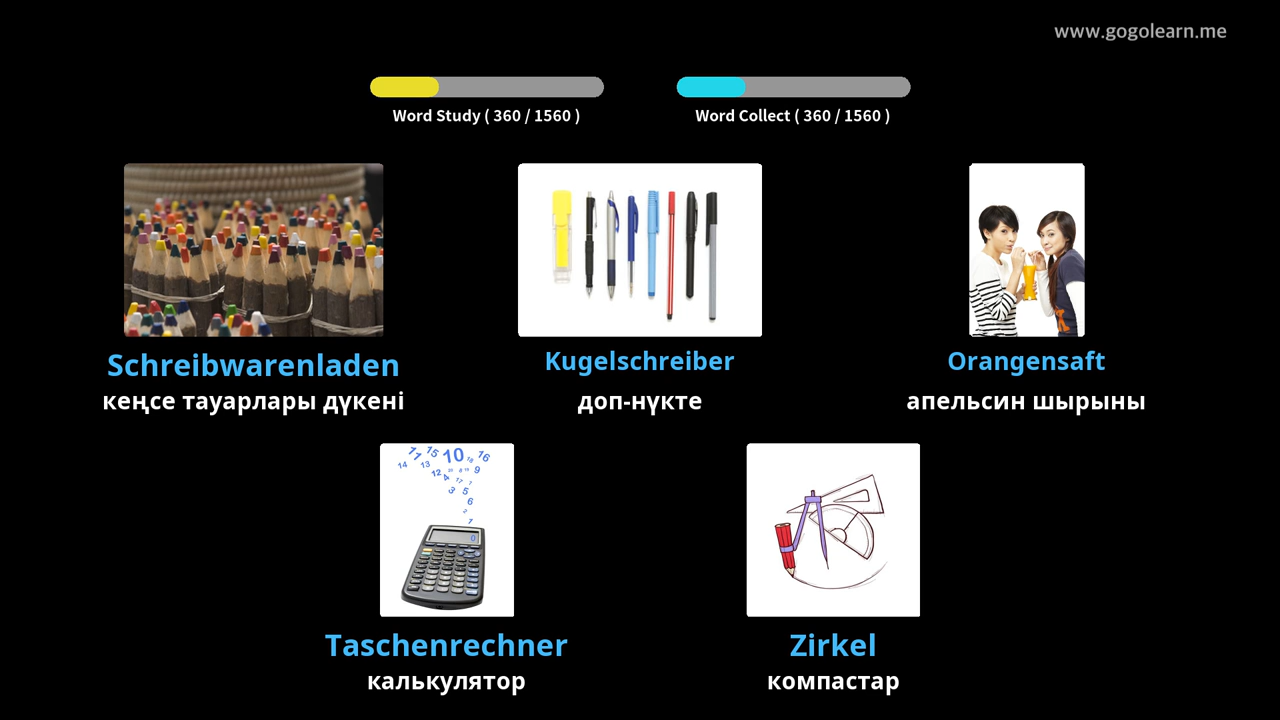 www.gogolearn.me
Word Study ( 360 / 1560 )
Word Collect ( 360 / 1560 )
Schreibwarenladen
кеңсе тауарлары дүкені
Kugelschreiber
доп-нүкте
Orangensaft
апельсин шырыны
Taschenrechner
калькулятор
Zirkel
компастар